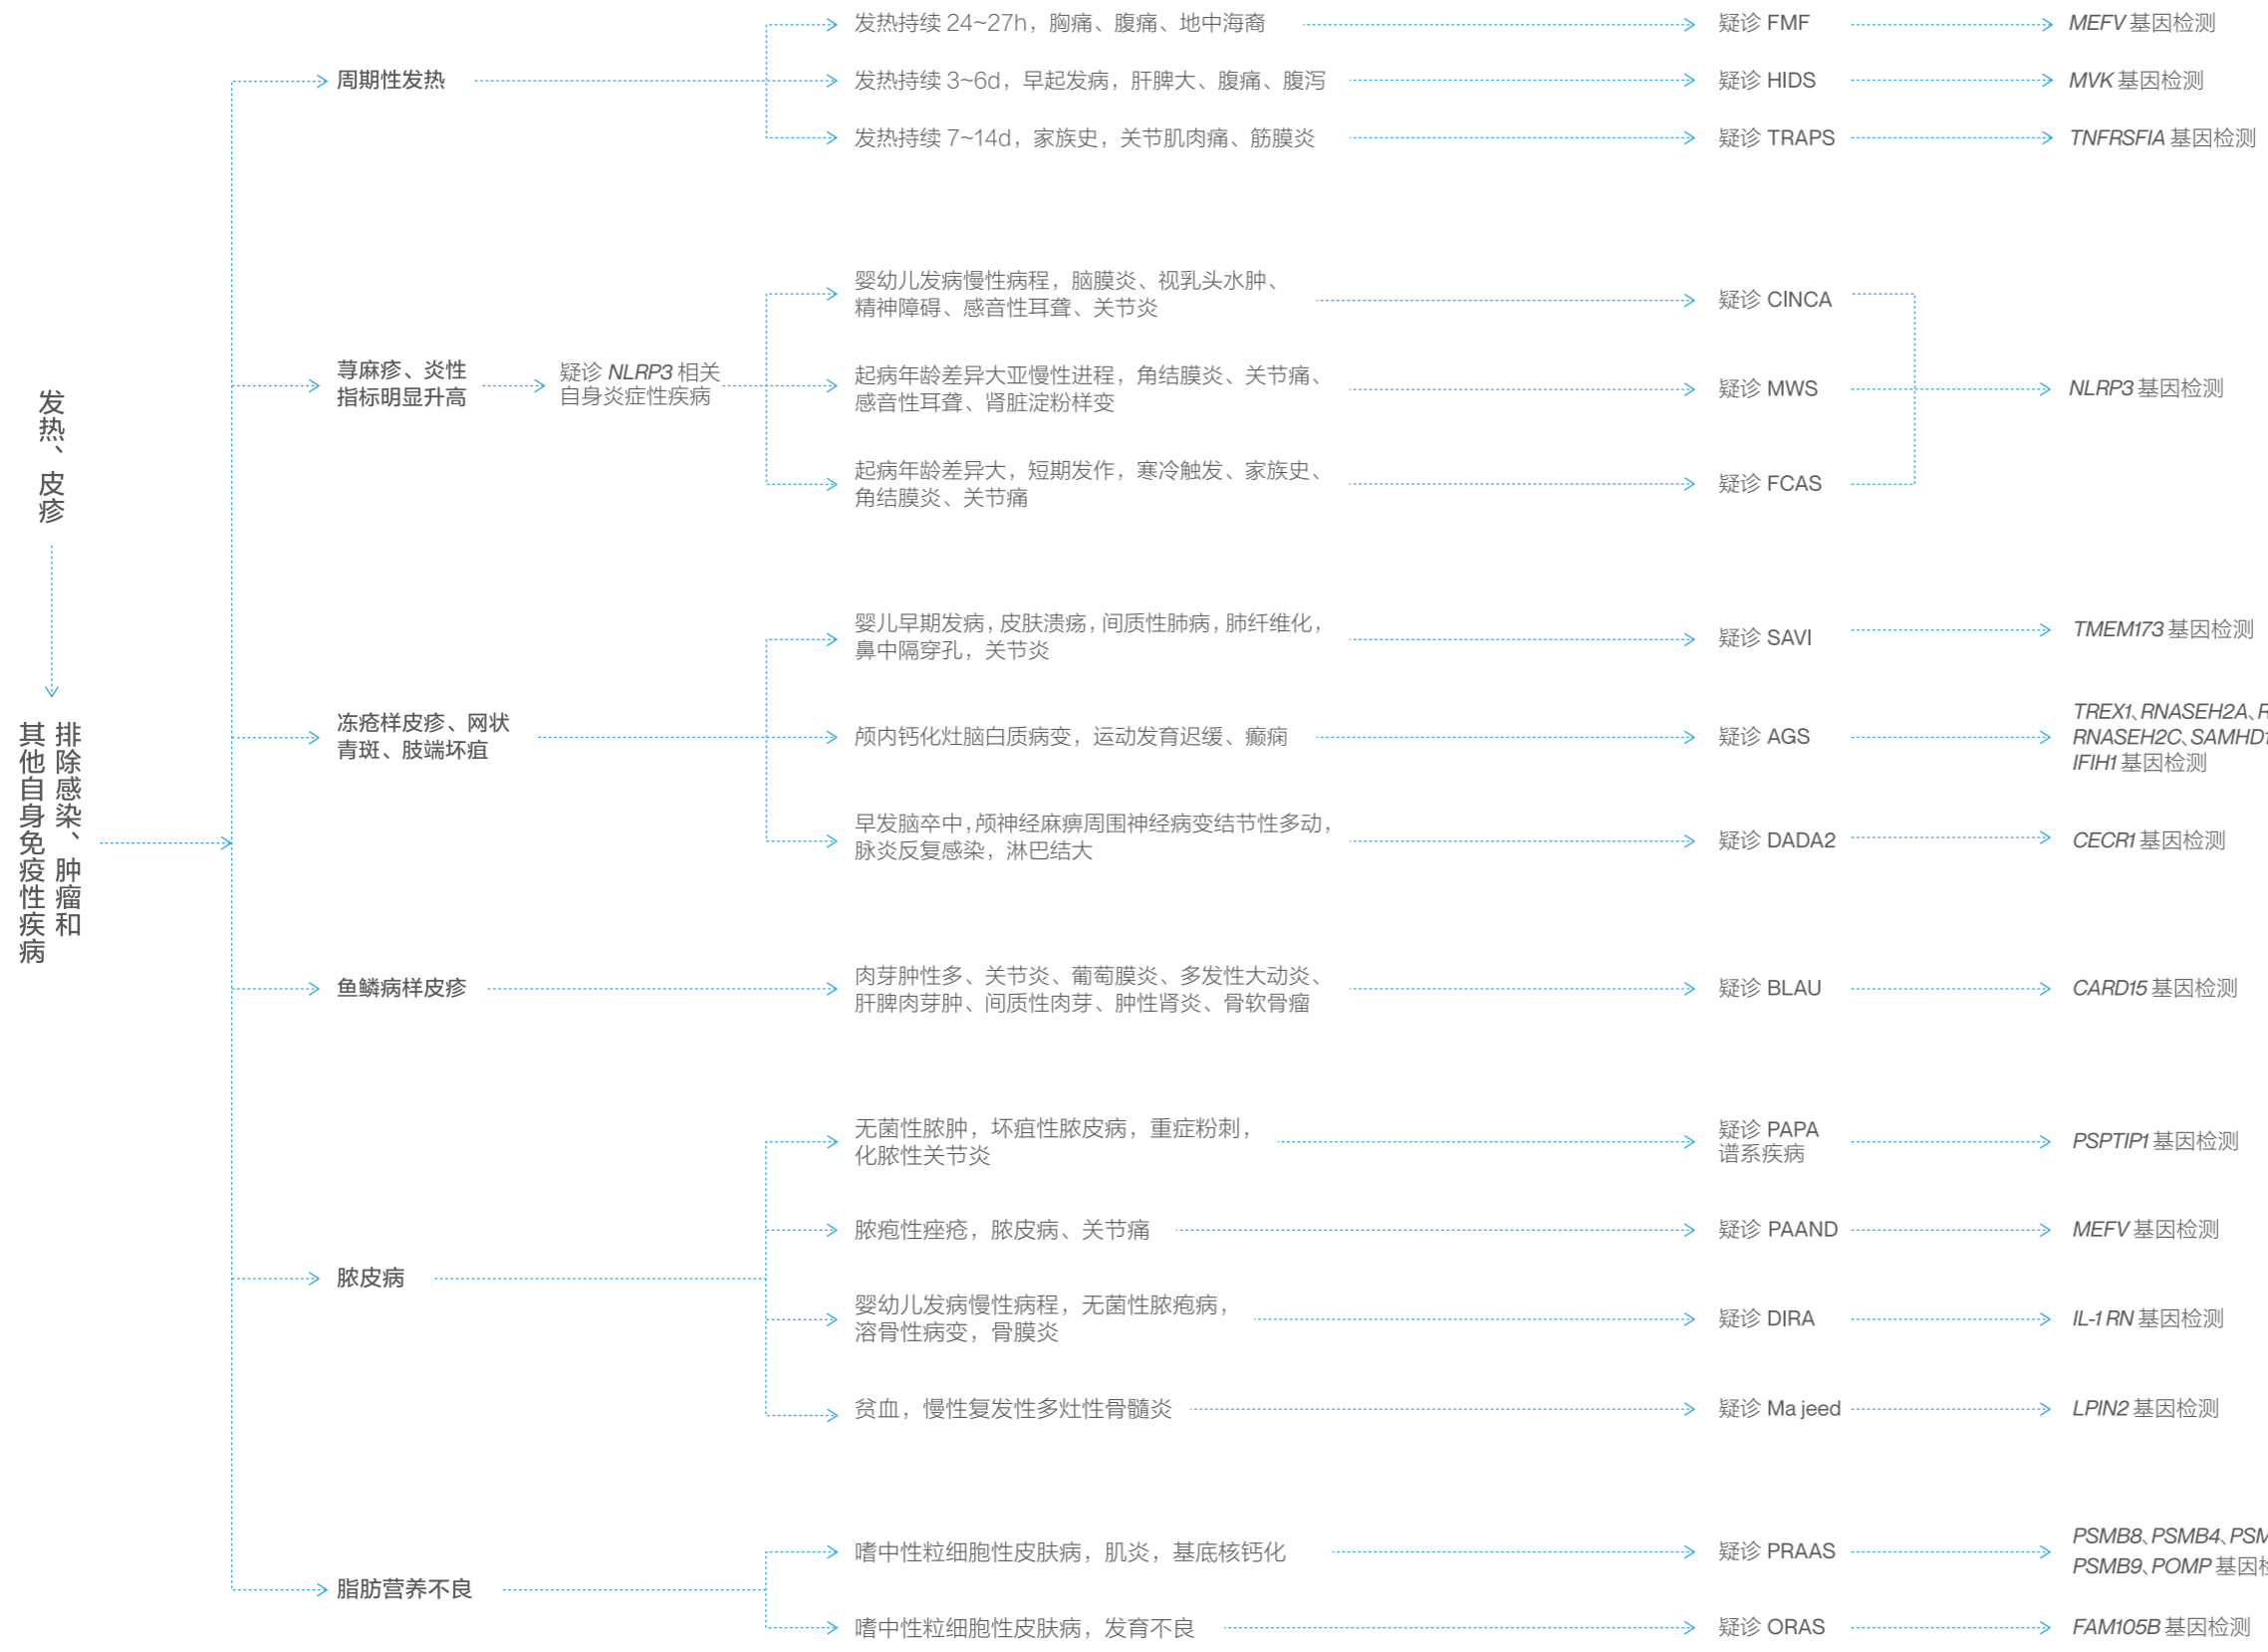 发热、皮疹
排除感染、肿瘤和
其他自身免疫性疾病
周期性发热
发热持续 24~27h，胸痛、腹痛、地中海裔
疑诊 FMF
MEFV 基因检测
发热持续 3~6d，早起发病，肝脾大、腹痛、腹泻
疑诊 HIDS
MVK 基因检测
发热持续 7~14d，家族史，关节肌肉痛、筋膜炎
疑诊 TRAPS
TNFRSFIA 基因检测
荨麻疹、炎性
指标明显升高
疑诊 NLRP3 相关
自身炎症性疾病
婴幼儿发病慢性病程，脑膜炎、视乳头水肿、
精神障碍、感音性耳聋、关节炎
疑诊 CINCA
起病年龄差异大亚慢性进程，角结膜炎、关节痛、
感音性耳聋、肾脏淀粉样变
疑诊 MWS
起病年龄差异大，短期发作，寒冷触发、家族史、
角结膜炎、关节痛
疑诊 FCAS
NLRP3 基因检测
冻疮样皮疹、网状
青斑、肢端坏疽
婴儿早期发病，皮肤溃疡，间质性肺病，肺纤维化，
鼻中隔穿孔，关节炎
疑诊 SAVI
TMEM173 基因检测
颅内钙化灶脑白质病变，运动发育迟缓、癫痫
疑诊 AGS
TREX1、RNASEH2A、
RNASEH2C、SAMHD1
IFIH1 基因检测
早发脑卒中，颅神经麻痹周围神经病变结节性多动，
脉炎反复感染，淋巴结大
疑诊 DADA2
CECR1 基因检测
鱼鳞病样皮疹
肉芽肿性多、关节炎、葡萄膜炎、多发性大动炎、
肝脾肉芽肿、间质性肉芽、肿性肾炎、骨软骨瘤
疑诊 BLAU
CARD15 基因检测
脓皮病
无菌性脓肿，坏疽性脓皮病，重症粉刺，
化脓性关节炎
疑诊 PAPA
谱系疾病
PSPTIP1 基因检测
脓疱性痤疮，脓皮病、关节痛
疑诊 PAAND
MEFV 基因检测
婴幼儿发病慢性病程，无菌性脓疱病，
溶骨性病变，骨膜炎
疑诊 DIRA
IL-1 RN 基因检测
贫血，慢性复发性多灶性骨髓炎
疑诊 Majeed
LPIN2 基因检测
脂肪营养不良
嗜中性粒细胞性皮肤病，肌炎，基底核钙化
疑诊 PRAAS
PSMB8、PSMB4、
PSMB9、POMP 基因
嗜中性粒细胞性皮肤病，发育不良
疑诊 ORAS
FAM105B 基因检测